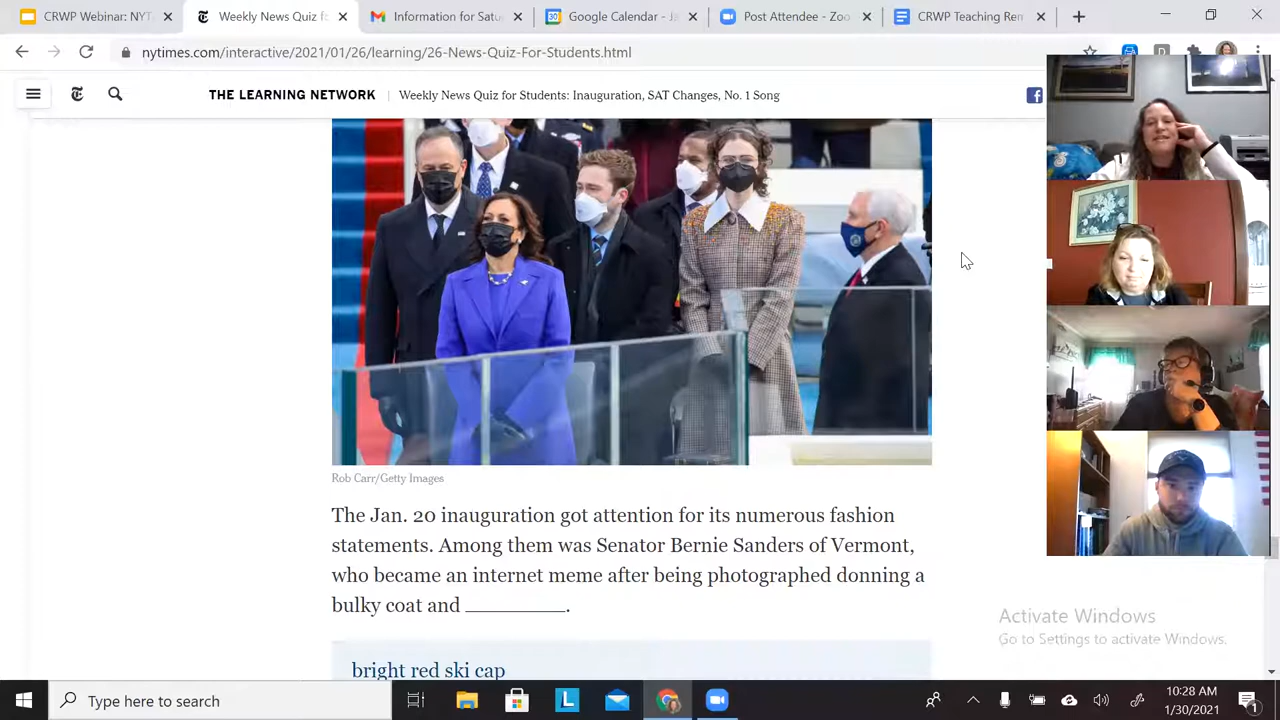 CRWP Webinar: NYT
Weekly News Quiz f
Information for Satu
Google Calendar - Ja
Post Attendee - Zoo
CRWP Teaching Rem
nytimes.com/interactive/2021/01/26/learning/26-News-Quiz-For-Students.html
THE LEARNING NETWORK | Weekly News Quiz for Students: Inauguration, SAT Changes, No. 1 Song
Rob Carr/Getty Images
The Jan. 20 inauguration got attention for its numerous fashion
statements. Among them was Senator Bernie Sanders of Vermont,
who became an internet meme after being photographed donning a
bulky coat and __________.
bright red ski cap
Activate Windows
Go to Settings to activate Windows.
Type here to search
10:28 AM
1/30/2021